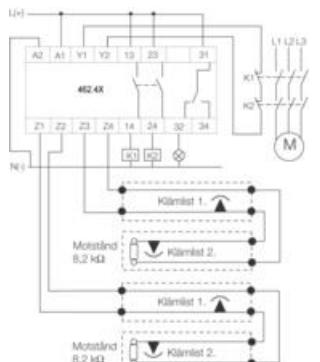 L(+)
L1 L2 L3
A2 A1 Y1 Y2 13 23 31
K1
462.4X
K2
Z1 Z2 Z3 Z4 14 24 32 34
M
K1 K2
N(-)
Klämlist 1.
Motstånd
8,2 kΩ
Klämlist 2.
Klämlist 1.
Motstånd
8,2 kΩ
Klämlist 2.